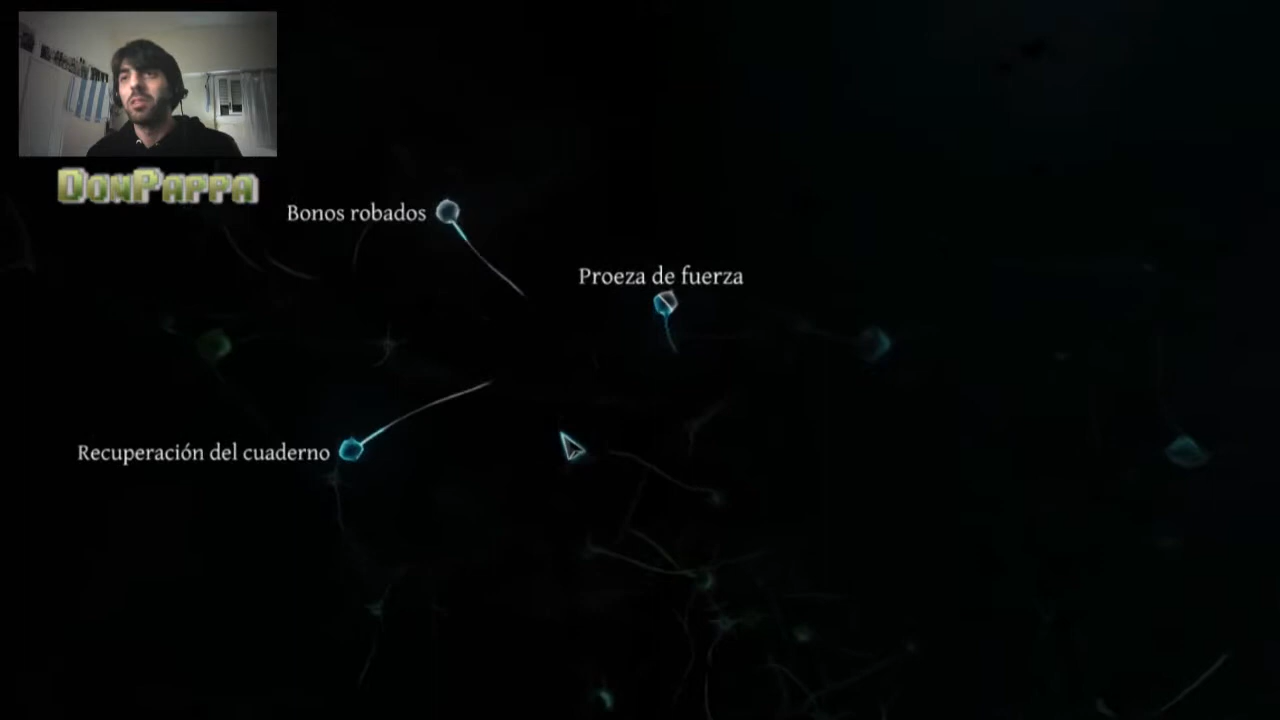 DonPappa
Bonos robados
Proeza de fuerza
Recuperación del cuaderno